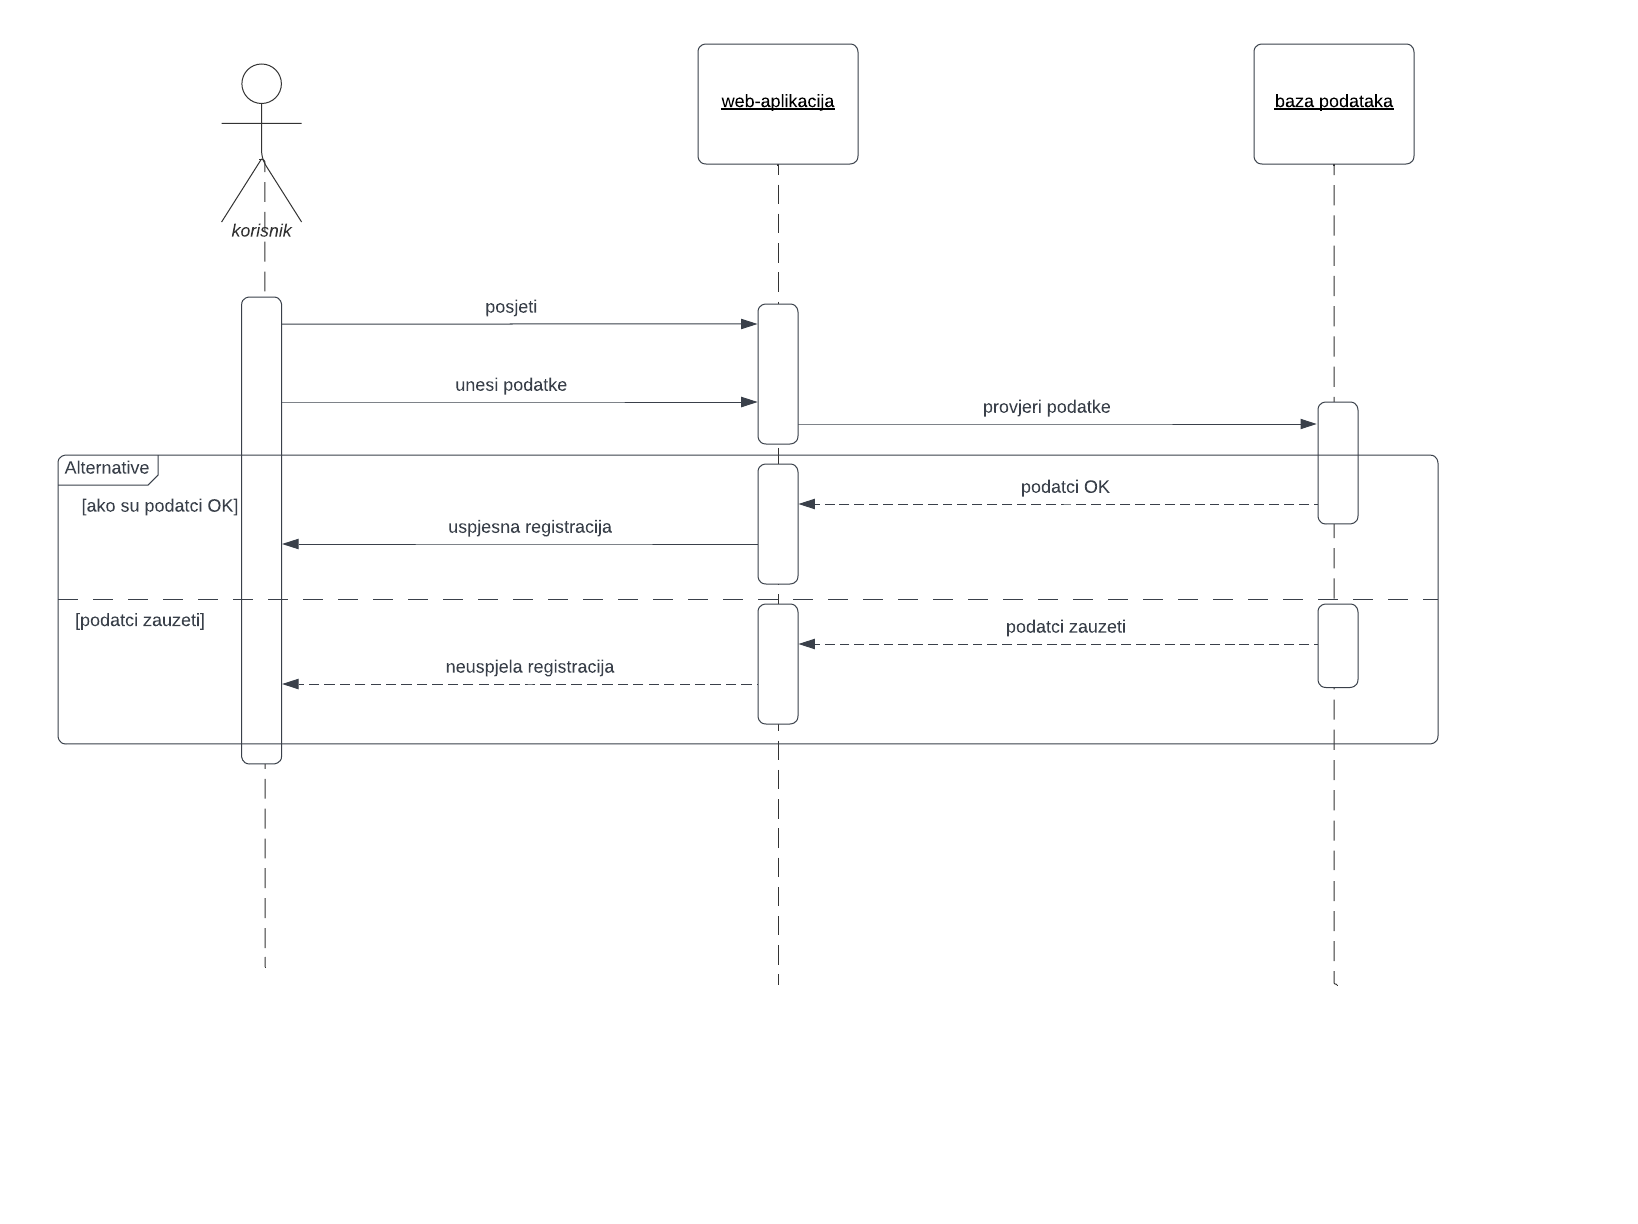 web-aplikacija
baza podataka
korisnik
posjeti
unesi podatke
provjeri podatke
Alternative
[ako su podatci OK]
podatci OK
uspjesna registracija
[podatci zauzeti]
podatci zauzeti
neuspjela registracija